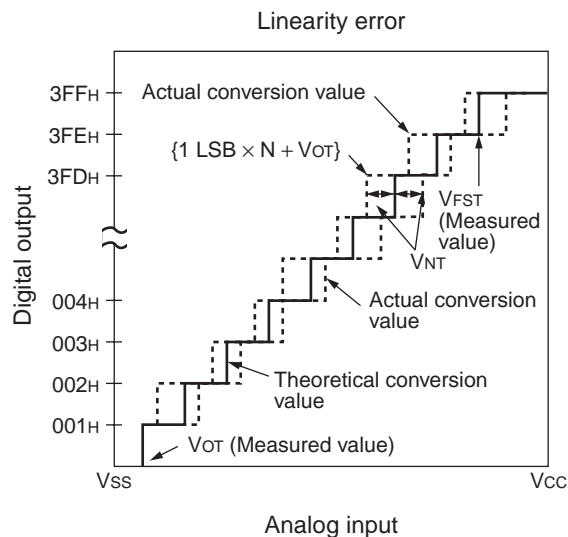 Linearity error
3FFH
3FEH
3FDH
004H
003H
002H
001H
Digital output
Actual conversion value
{1 LSB × N + VOT}
VFST
(Measured
value)
VNT
Actual conversion
value
Theoretical conversion
value
VOT (Measured value)
VSS
VCC
Analog input